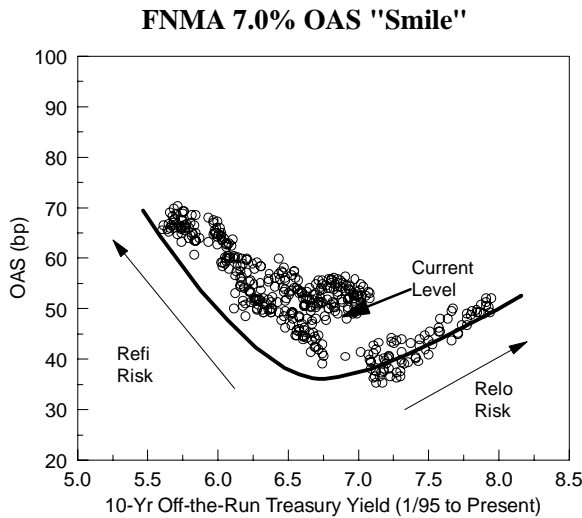 FNMA 7.0% OAS "Smile"
100
90
80
70
60
50
40
30
20
OAS (bp)
Current
Level
Refi
Risk
Relo
Risk
5.0 5.5 6.0 6.5 7.0 7.5 8.0 8.5
10-Yr Off-the-Run Treasury Yield (1/95 to Present)